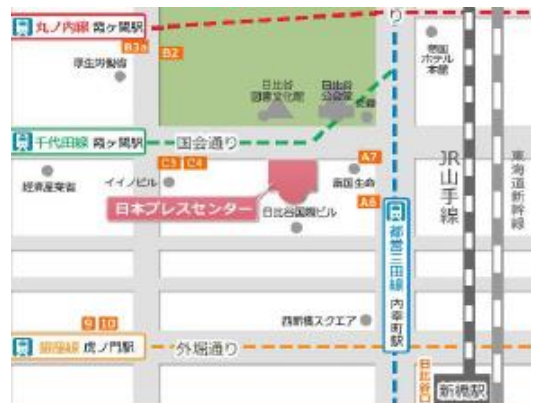 丸ノ内線 霞ヶ関駅
り
B3a
B2
厚生労働省
日比谷
図書文化館
日比谷
公会堂
帝国
ホテル
本館
千代田線 霞ヶ関駅
国会通り
C3
C4
A7
経済産業省
イイノビル
日本プレスセンター
日比谷国際ビル
南国生命
A6
JR山手線
東海道新幹線
都営三田線 内幸町駅
9
10
西新橋スクエア
銀座線 虎ノ門駅
外堀通り
日比谷口
新橋駅